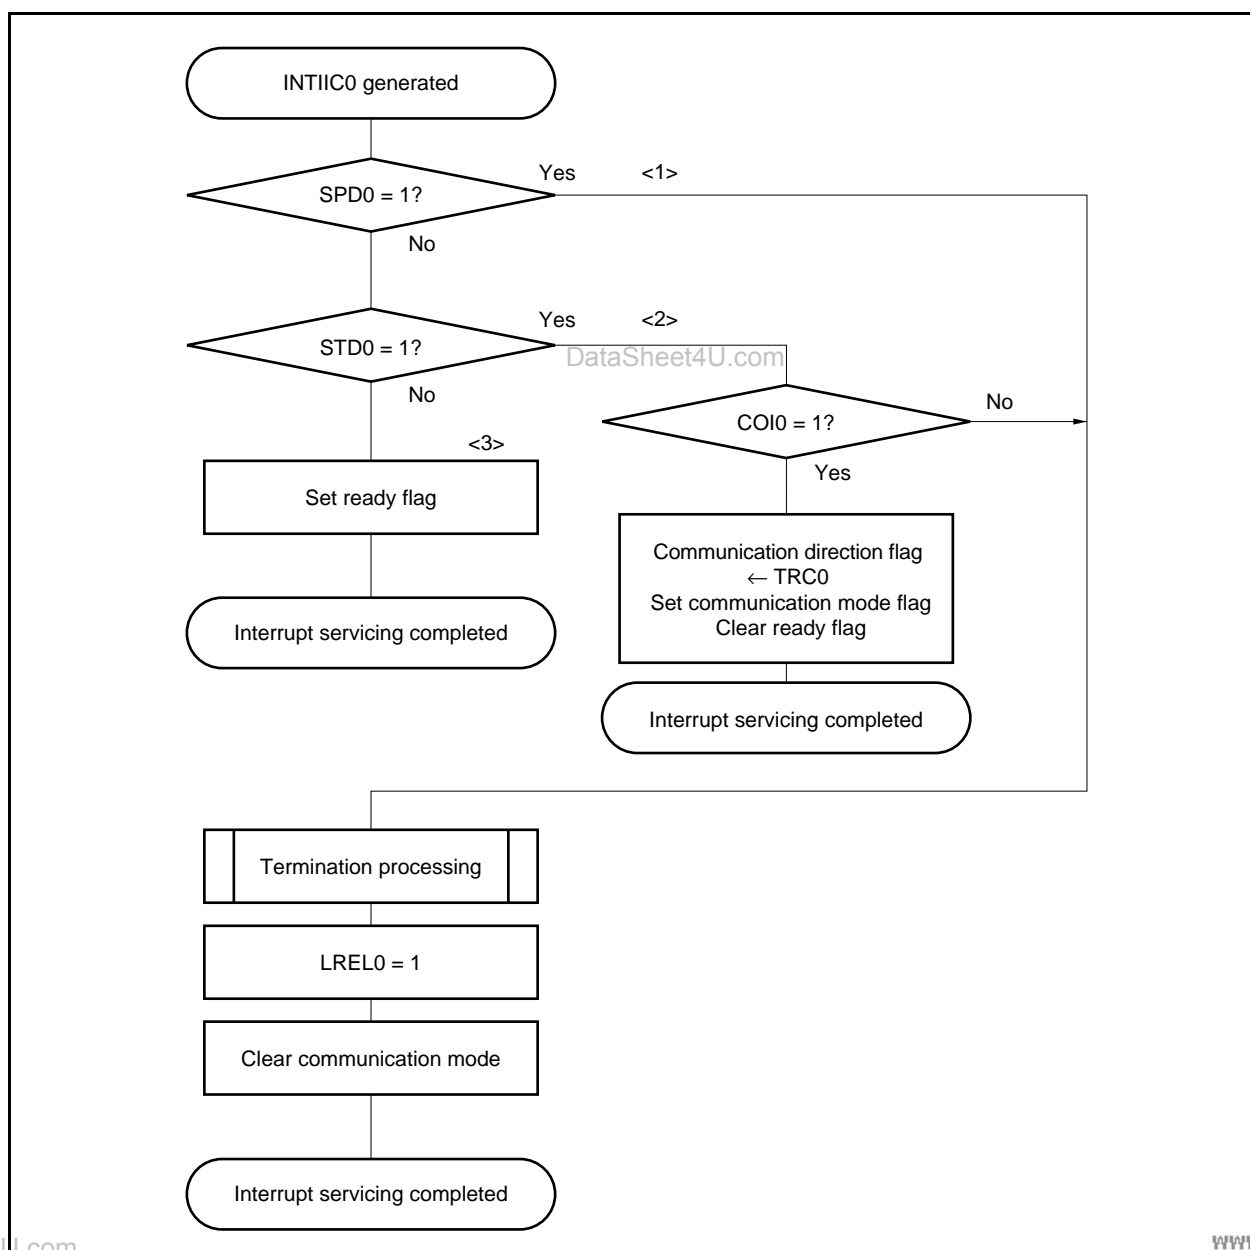 INTIIC0 generated
Yes <1>
SPD0 = 1?
No
Yes <2>
STD0 = 1?
DataSheet4U.com
No
No
COI0 = 1?
Yes
<3>
Set ready flag
Communication direction flag
← TRC0
Set communication mode flag
Clear ready flag
Interrupt servicing completed
Interrupt servicing completed
Termination processing
LREL0 = 1
Clear communication mode
Interrupt servicing completed
U.com